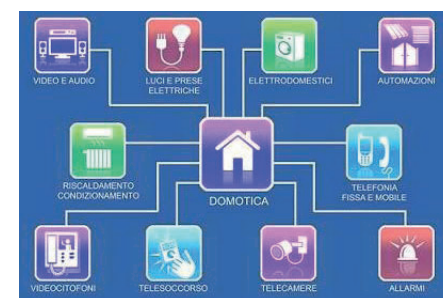 VIDEO E AUDIO
LUCI E PRESE
ELETTRICHE
ELETTRODOMESTICI
AUTOMAZIONI
RISCALDAMENTO
CONDIZIONAMENTO
DOMOTICA
TELEFONIA
FISSA E MOBILE
VIDEOCITOFONI
TELESOCCORSO
TELECAMERE
ALLARMI